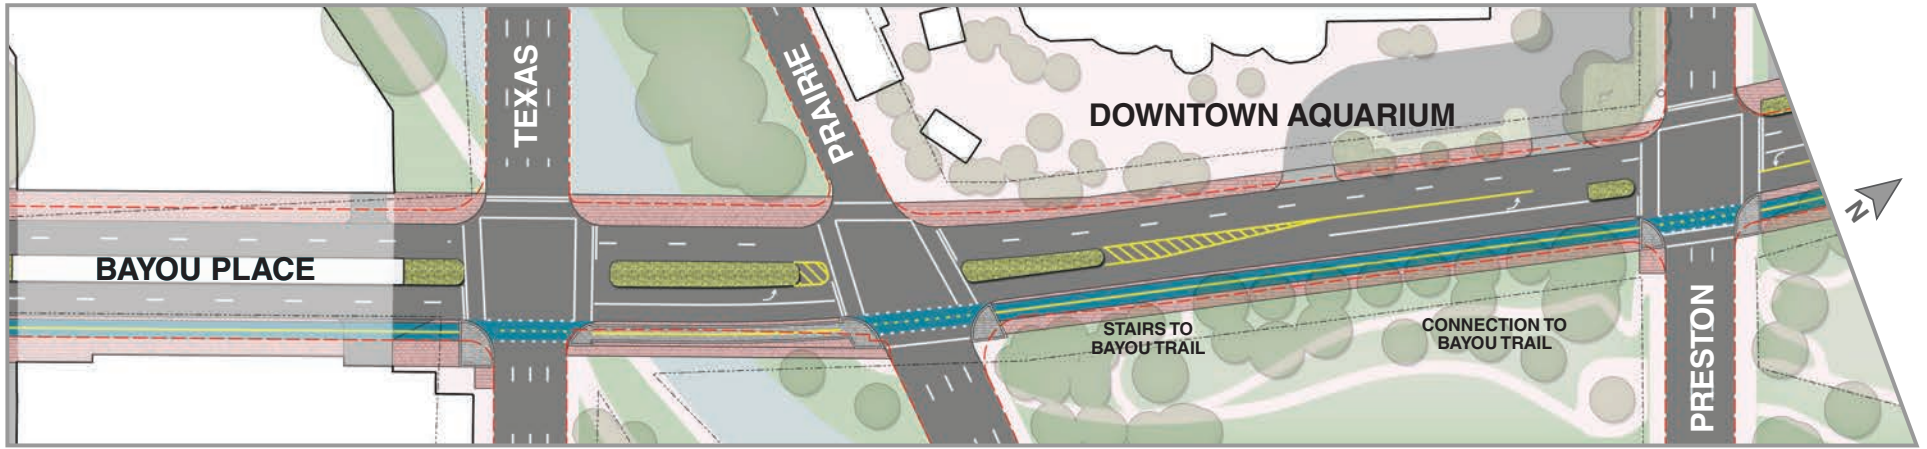 TEXAS
PRAIRIE
DOWNTOWN AQUARIUM
BAYOU PLACE
N
STAIRS TO
BAYOU TRAIL
CONNECTION TO
BAYOU TRAIL
PRESTON